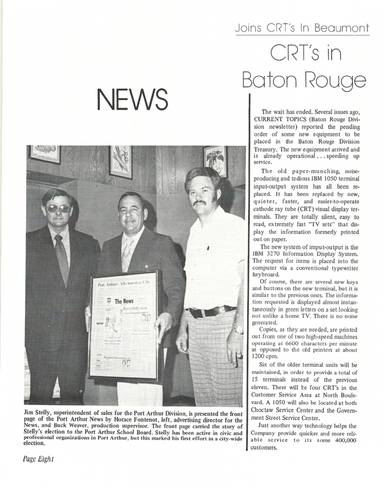 Joins CRT's In Beaumont
CRT's in
Baton Rouge
NEWS
The wait has ended. Several issues ago,
CURRENT TOPICS (Baton Rouge Divi-
sion newsletter) reported the pending
order of some new equipment to be
placed in the Baton Rouge Division
Treasury. The new equipment arrived and
is already operational . . . speeding up
service.
The old paper-munching, noise-
producing and tedious IBM 1050 terminal
input-output system has all been re-
placed. It has been replaced by new,
quieter, faster, and easier-to-operate
cathode ray tube (CRT) visual display ter-
minals. They are totally silent, easy to
read, extremely fast "TV sets" that dis-
play the information formerly printed
out on paper.
The new system of imput-output is the
IBM 3270 Information Display System.
The request for items is placed into the
computer via a conventional typewriter
keyboard.
Of course, there are several new keys
and buttons on the new terminal, but it is
similar to the previous ones. The informa-
tion requested is displayed almost instan-
taneously in green letters on a set looking
not unlike a home TV. There is no noise
generated.
Copies, as they are needed, are printed
out from one of two high-speed machines
operating at 6600 characters per minute
as opposed to the old printers at about
1200 cpm.
Six of the older terminal units will be
maintained, in order to provide a total of
15 terminals instead of the previous
eleven. There will be four CRT's in the
Customer Service Area at North Boule-
vard. A 1050 will also be located at both
Choctaw Service Center and the Govern-
ment Street Service Center.
Just another way technology helps the
Company provide quicker and more reli-
able service to its some 400,000
customers.
Port Arthur
The News
Jim Stelly, superintendent of sales for the Port Arthur Division, is presented the front
page of the Port Arthur News by Horace Fontenot, left, advertising director for the
News, and Buck Weaver, production supervisor. The front page carried the story of
Stelly's election to the Port Arthur School Board. Stelly has been active in civic and
professional organizations in Port Arthur, but this marked his first effort in a city-wide
election.
Page Eight